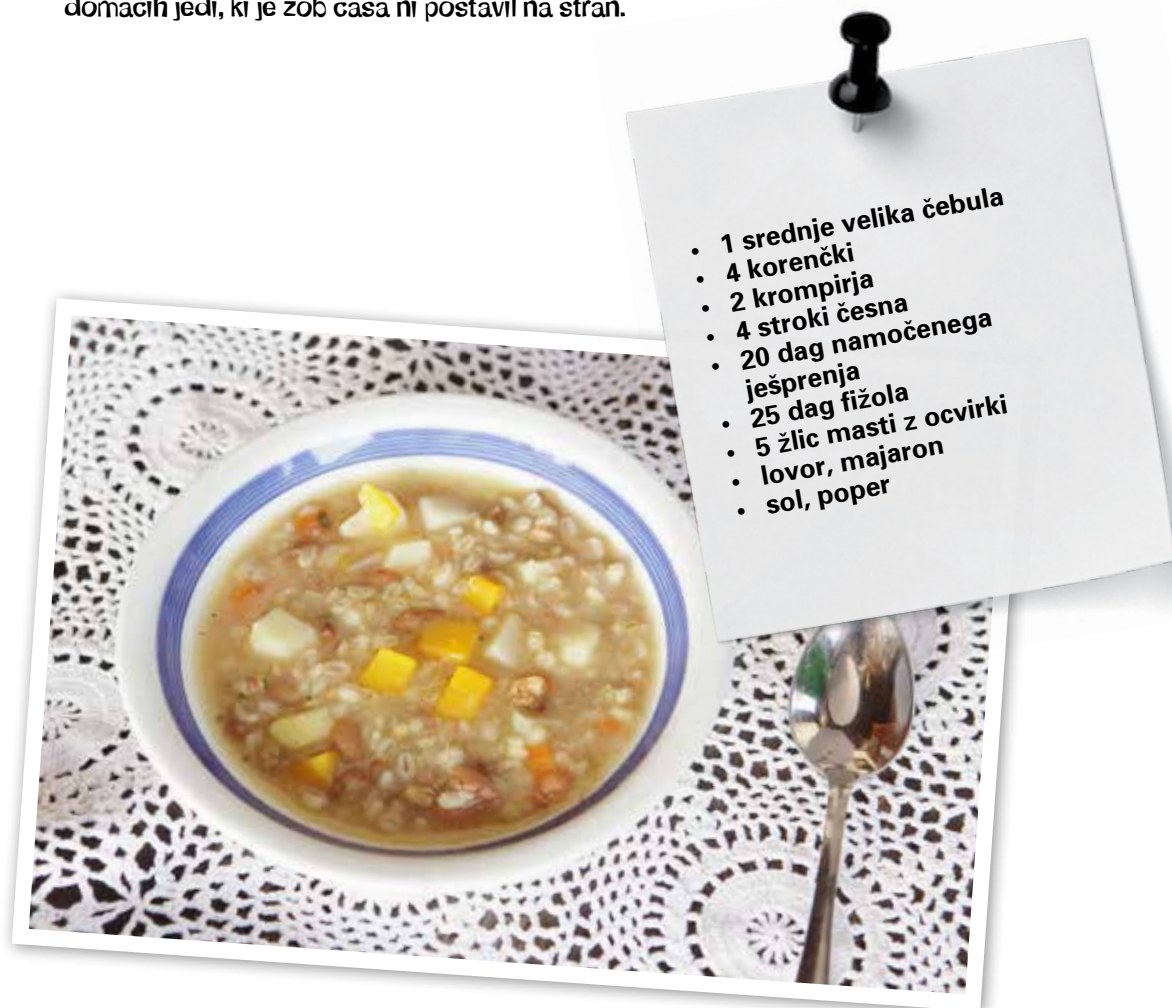 domačih jedi, ki je zob časa ni postavil na stran.
• 1 srednje velika čebula
• 4 korenčki
• 2 krompirja
• 4 stroki česna
• 20 dag namočenega
ješprenja
• 25 dag fižola
• 5 žlic masti z ocvirki
• lovor, majaron
• sol, poper